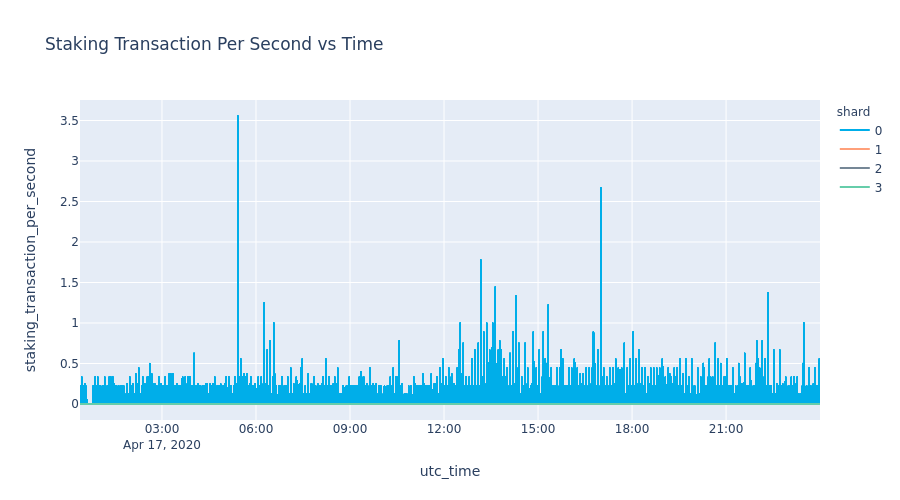 Staking Transaction Per Second vs Time
shard
0
1
2
3
staking_transaction_per_second
3.5
3
2.5
2
1.5
1
0.5
0
03:00 06:00 09:00 12:00 15:00 18:00 21:00
Apr 17, 2020
utc_time